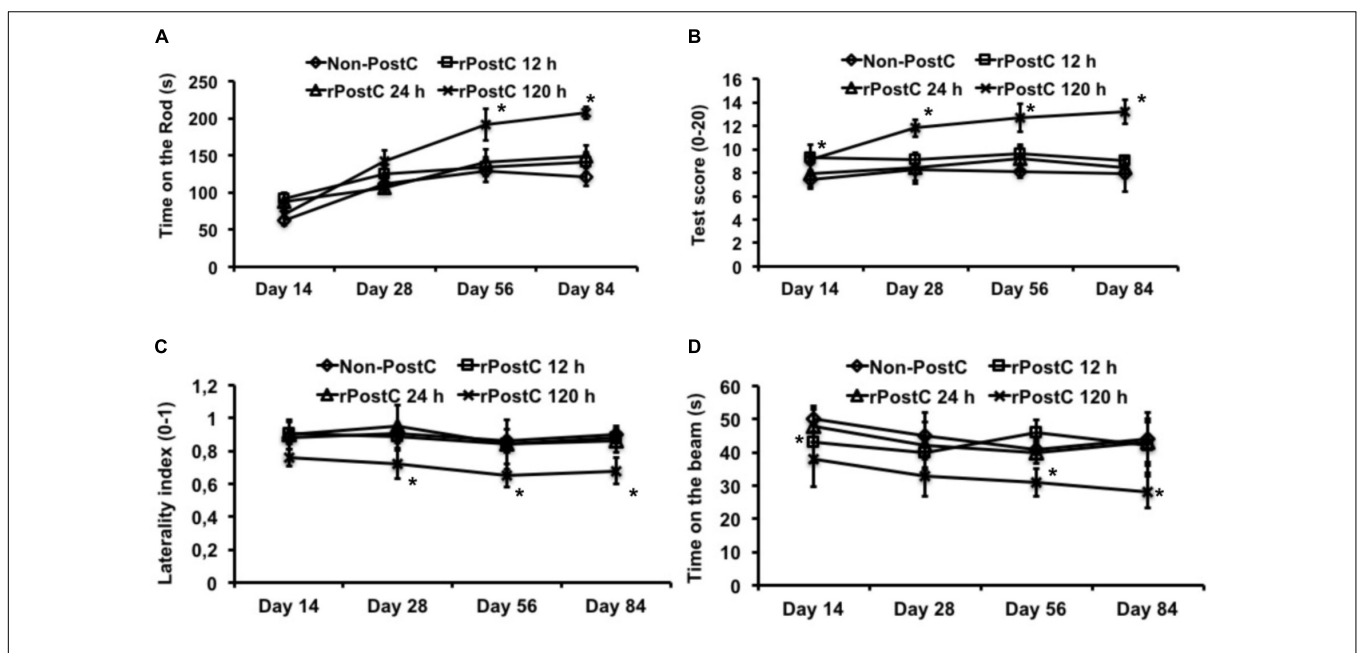 A
Non-PostC rPostC 12 h
rPostC 24 h rPostC 120 h
Time on the Rod (s)
250
200
150
100
50
0
* *
Day 14 Day 28 Day 56 Day 84
B
Non-PostC rPostC 12 h
rPostC 24 h rPostC 120 h
Test score (0-20)
16
14
12
10
8
6
4
2
0
* * * *
Day 14 Day 28 Day 56 Day 84
C
Non-PostC rPostC 12 h
rPostC 24 h rPostC 120 h
Laterality index (0-1)
1,2
1
0,8
0,6
0,4
0,2
0
* * *
Day 14 Day 28 Day 56 Day 84
D
Non-PostC rPostC 12 h
rPostC 24 h rPostC 120 h
Time on the beam (s)
60
50
40
30
20
10
0
* * *
Day 14 Day 28 Day 56 Day 84